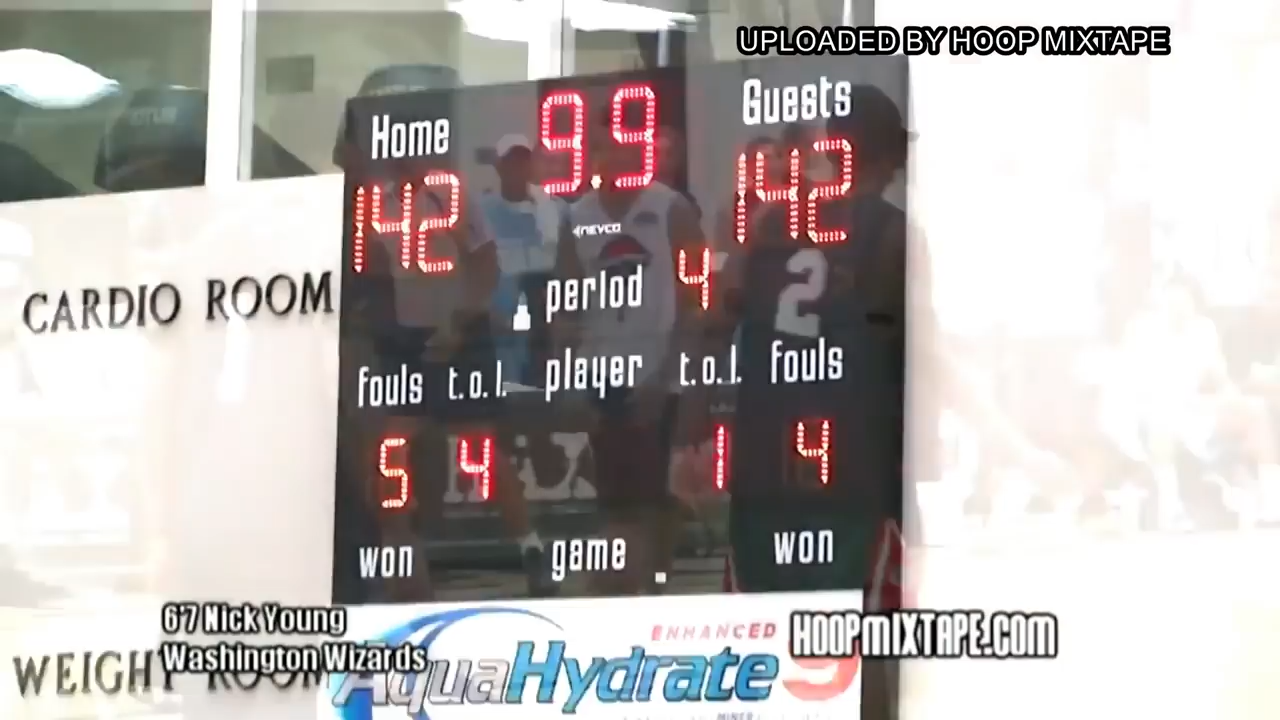 UPLOADED BY HOOP MIXTAPE
Home
9.9
Guests
142
142
NEVCO
period
4
2
fouls
t.o.l.
player
t.o.l.
fouls
5
4
1
4
won
game
won
CARDIO ROOM
WEIGHT ROOM
6'7 Nick Young
Washington Wizards
HOOPMIXTAPE.COM
ENHANCED
AquaHydrate 9